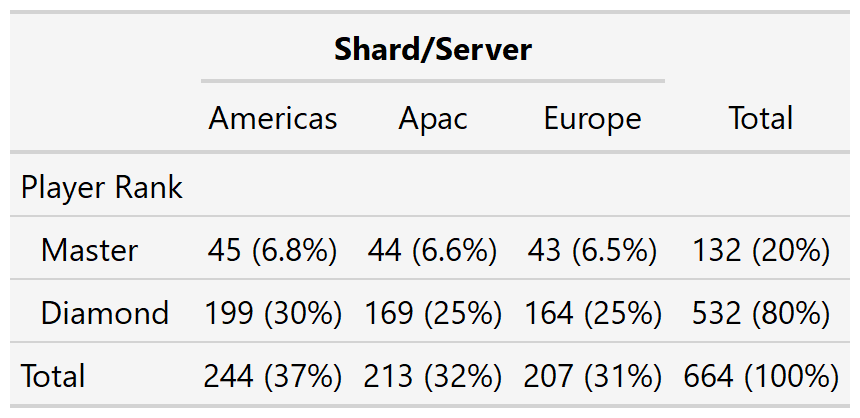 Shard/Server
Americas Apac Europe Total
Player Rank
Master 45 (6.8%) 44 (6.6%) 43 (6.5%) 132 (20%)
Diamond 199 (30%) 169 (25%) 164 (25%) 532 (80%)
Total 244 (37%) 213 (32%) 207 (31%) 664 (100%)